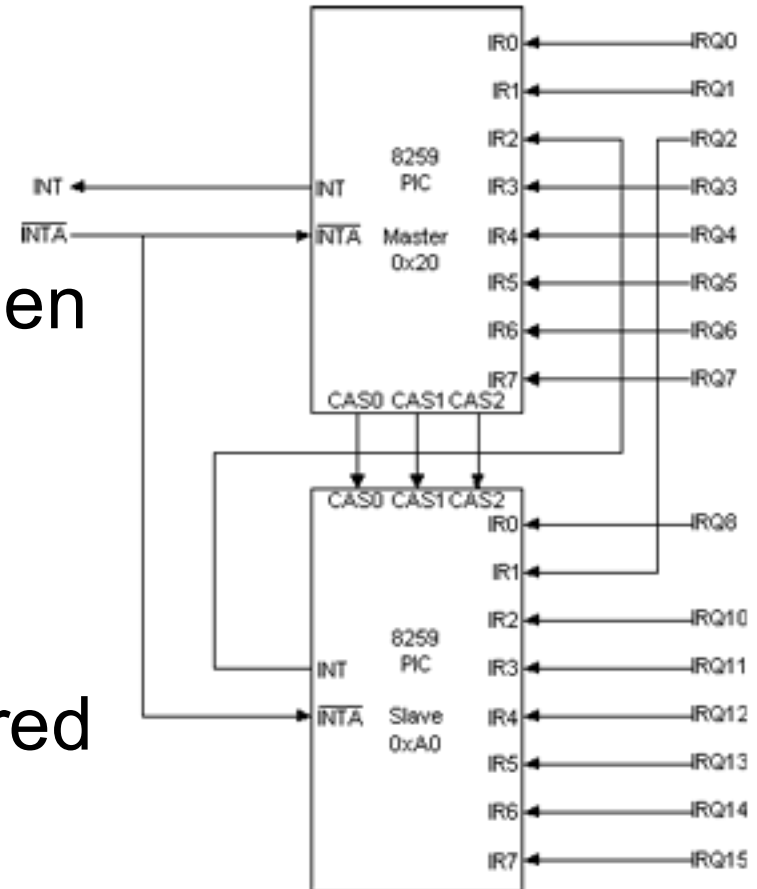 IR0 IRQ0
IR1 IRQ1
IR2 IRQ2
8259
INT INT PIC IR3 IRQ3
INTA INTA Master IR4 IRQ4
0x20
IR5 IRQ5
en
IR6 IRQ6
IR7 IRQ7
CAS0 CAS1 CAS2
CAS0 CAS1 CAS2
IR0 IRQ8
IR1
IR2 IRQ10
8259
INT PIC IR3 IRQ11
red
INTA Slave IR4 IRQ12
0xA0
IR5 IRQ13
IR6 IRQ14
IR7 IRQ15